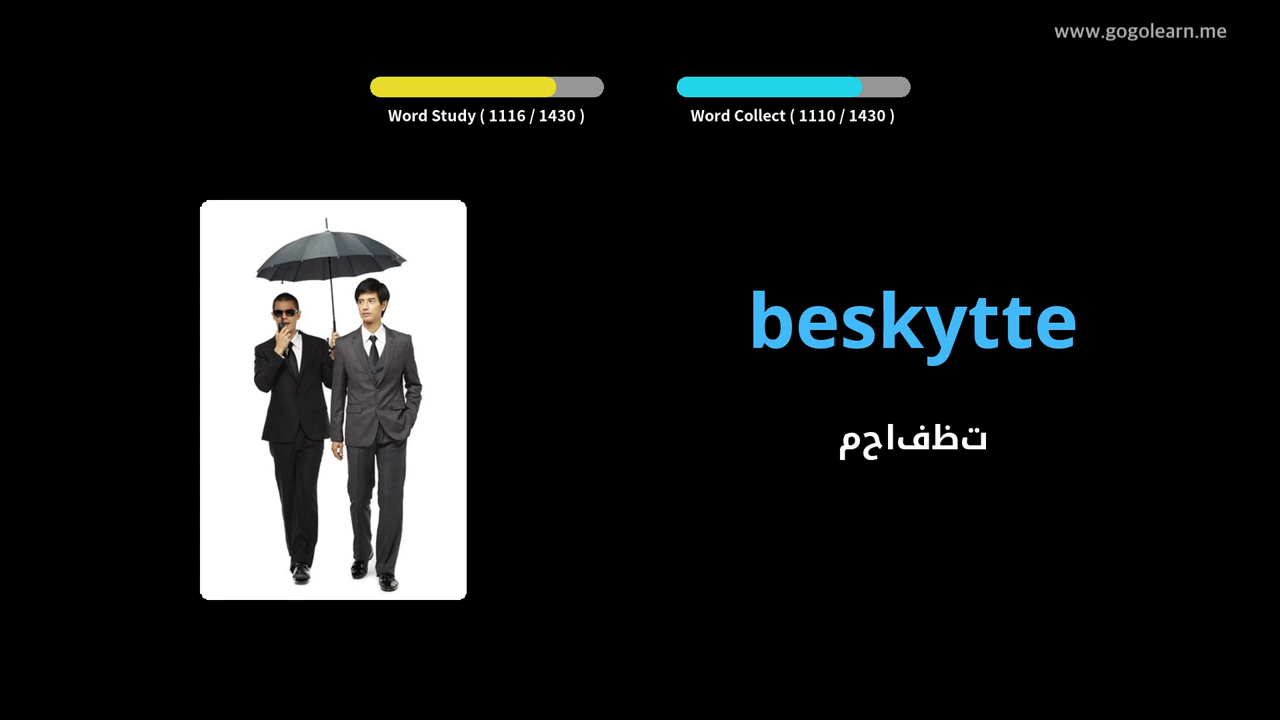 www.gogolearn.me
Word Study ( 1116 / 1430 )
Word Collect ( 1110 / 1430 )
beskytte
تظفاحم